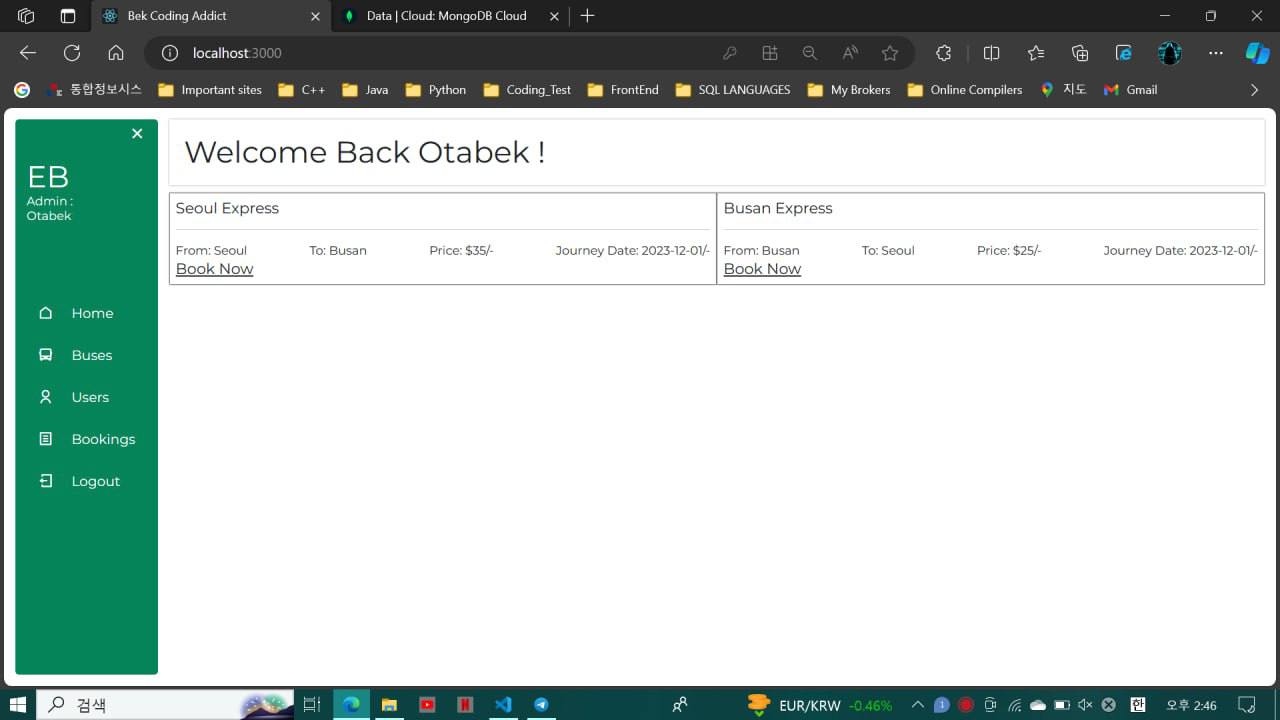 Bek Coding Addict
Data | Cloud: MongoDB Cloud
localhost:3000
통합정보시스
Important sites
C++
Java
Python
Coding_Test
FrontEnd
SQL LANGUAGES
My Brokers
Online Compilers
지도
Gmail
EB
Admin :
Otabek
Home
Buses
Users
Bookings
Logout
Welcome Back Otabek !
Seoul Express
From: Seoul To: Busan Price: $35/- Journey Date: 2023-12-01/-
Book Now
Busan Express
From: Busan To: Seoul Price: $25/- Journey Date: 2023-12-01/-
Book Now
검색
EUR/KRW -0.46%
한
오후 2:46